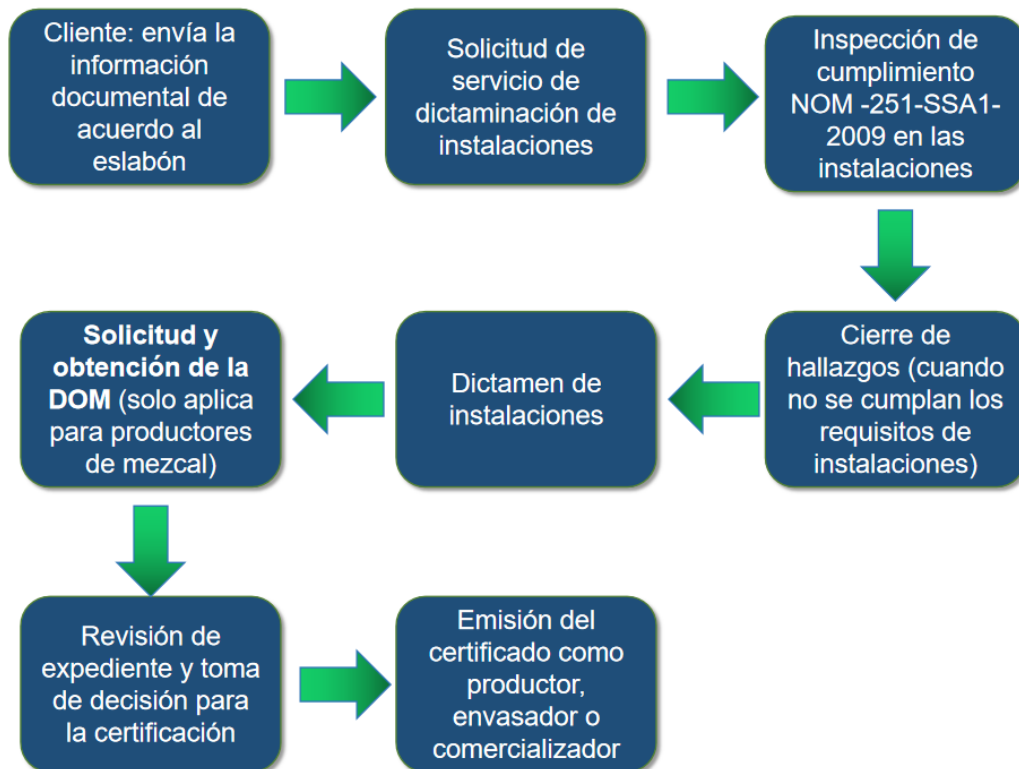 Cliente: envía la
información
documental de
acuerdo al
eslabón
Solicitud de
servicio de
dictaminación de
instalaciones
Inspección de
cumplimiento
NOM -251-SSA1-
2009 en las
instalaciones
Cierre de
hallazgos (cuando
no se cumplan los
requisitos de
instalaciones)
Dictamen de
instalaciones
Solicitud y
obtención de la
DOM (solo aplica
para productores
de mezcal)
Revisión de
expediente y toma
de decisión para
la certificación
Emisión del
certificado como
productor,
envasador o
comercializador